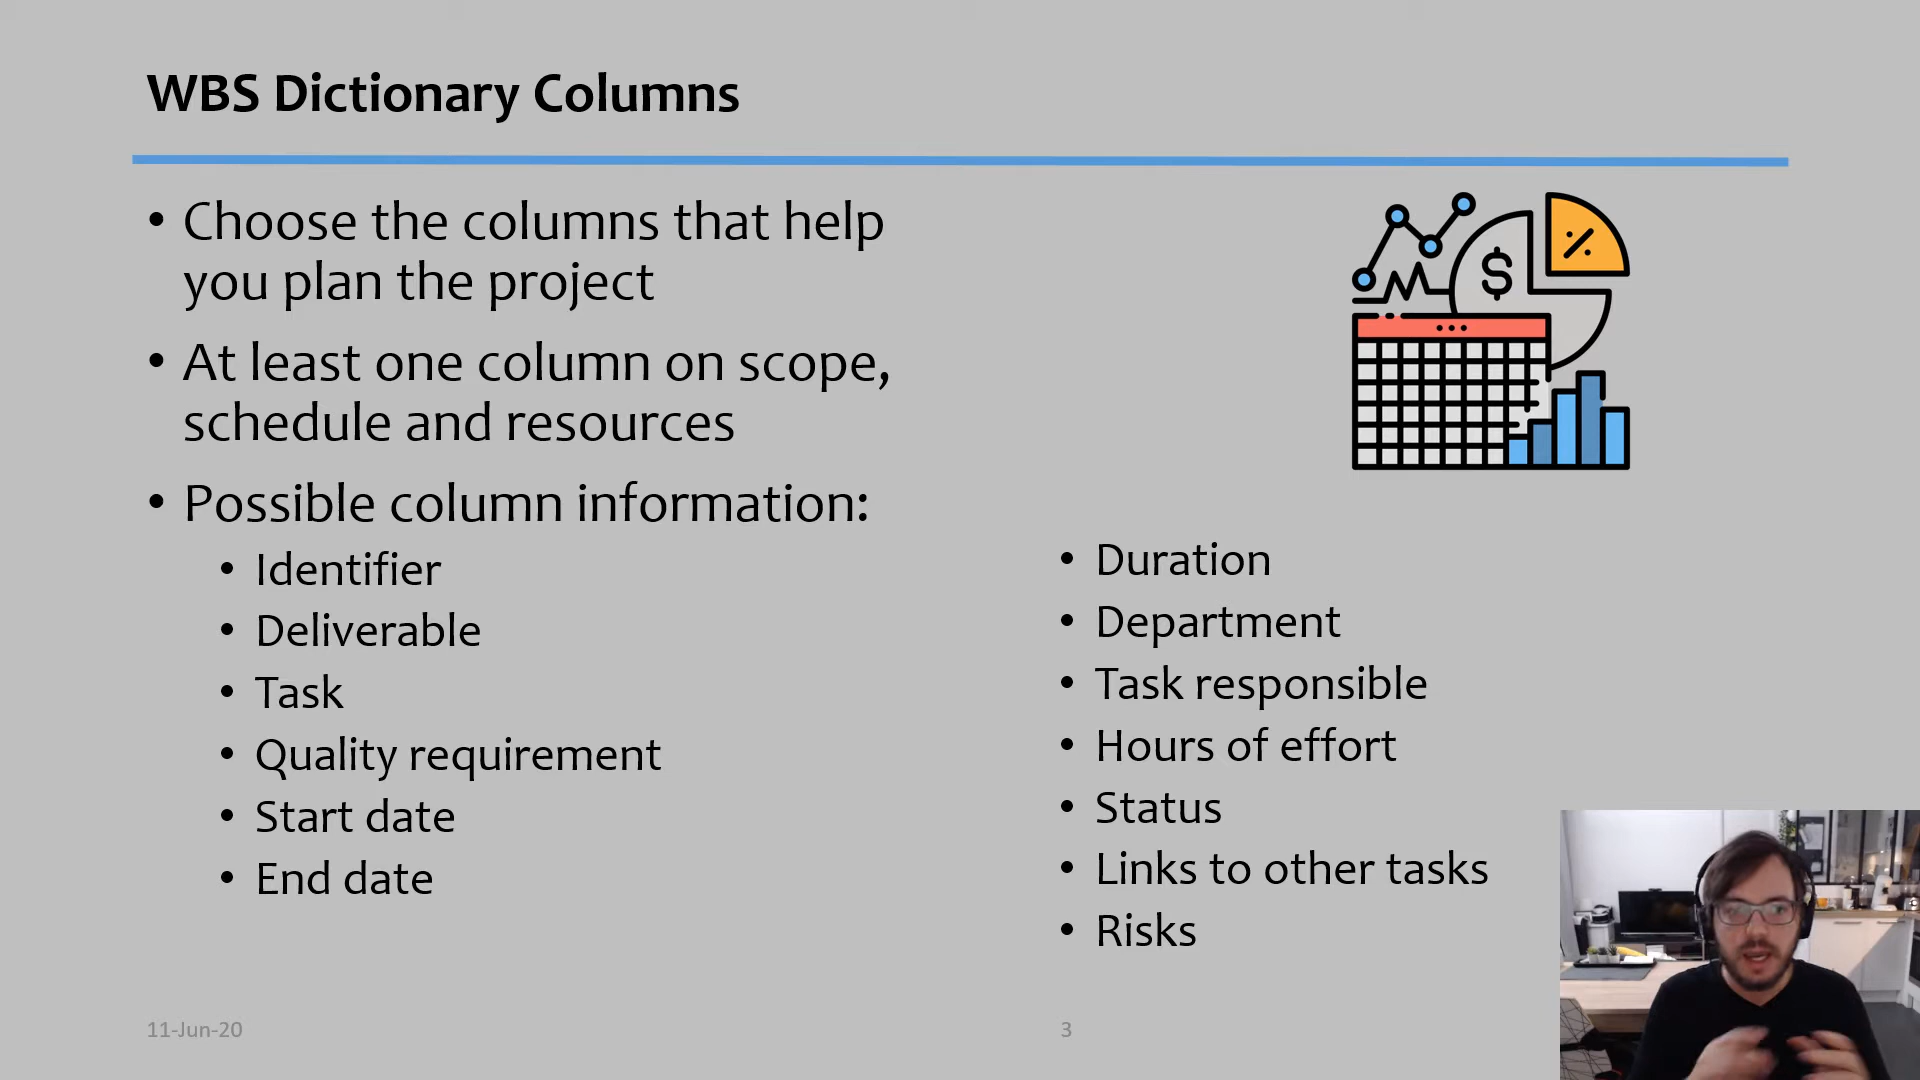 WBS Dictionary Columns
• Choose the columns that help
you plan the project
• At least one column on scope,
schedule and resources
• Possible column information:
• Identifier
• Deliverable
• Task
• Quality requirement
• Start date
• End date
$
%
• Duration
• Department
• Task responsible
• Hours of effort
• Status
• Links to other tasks
• Risks
11-Jun-20
3